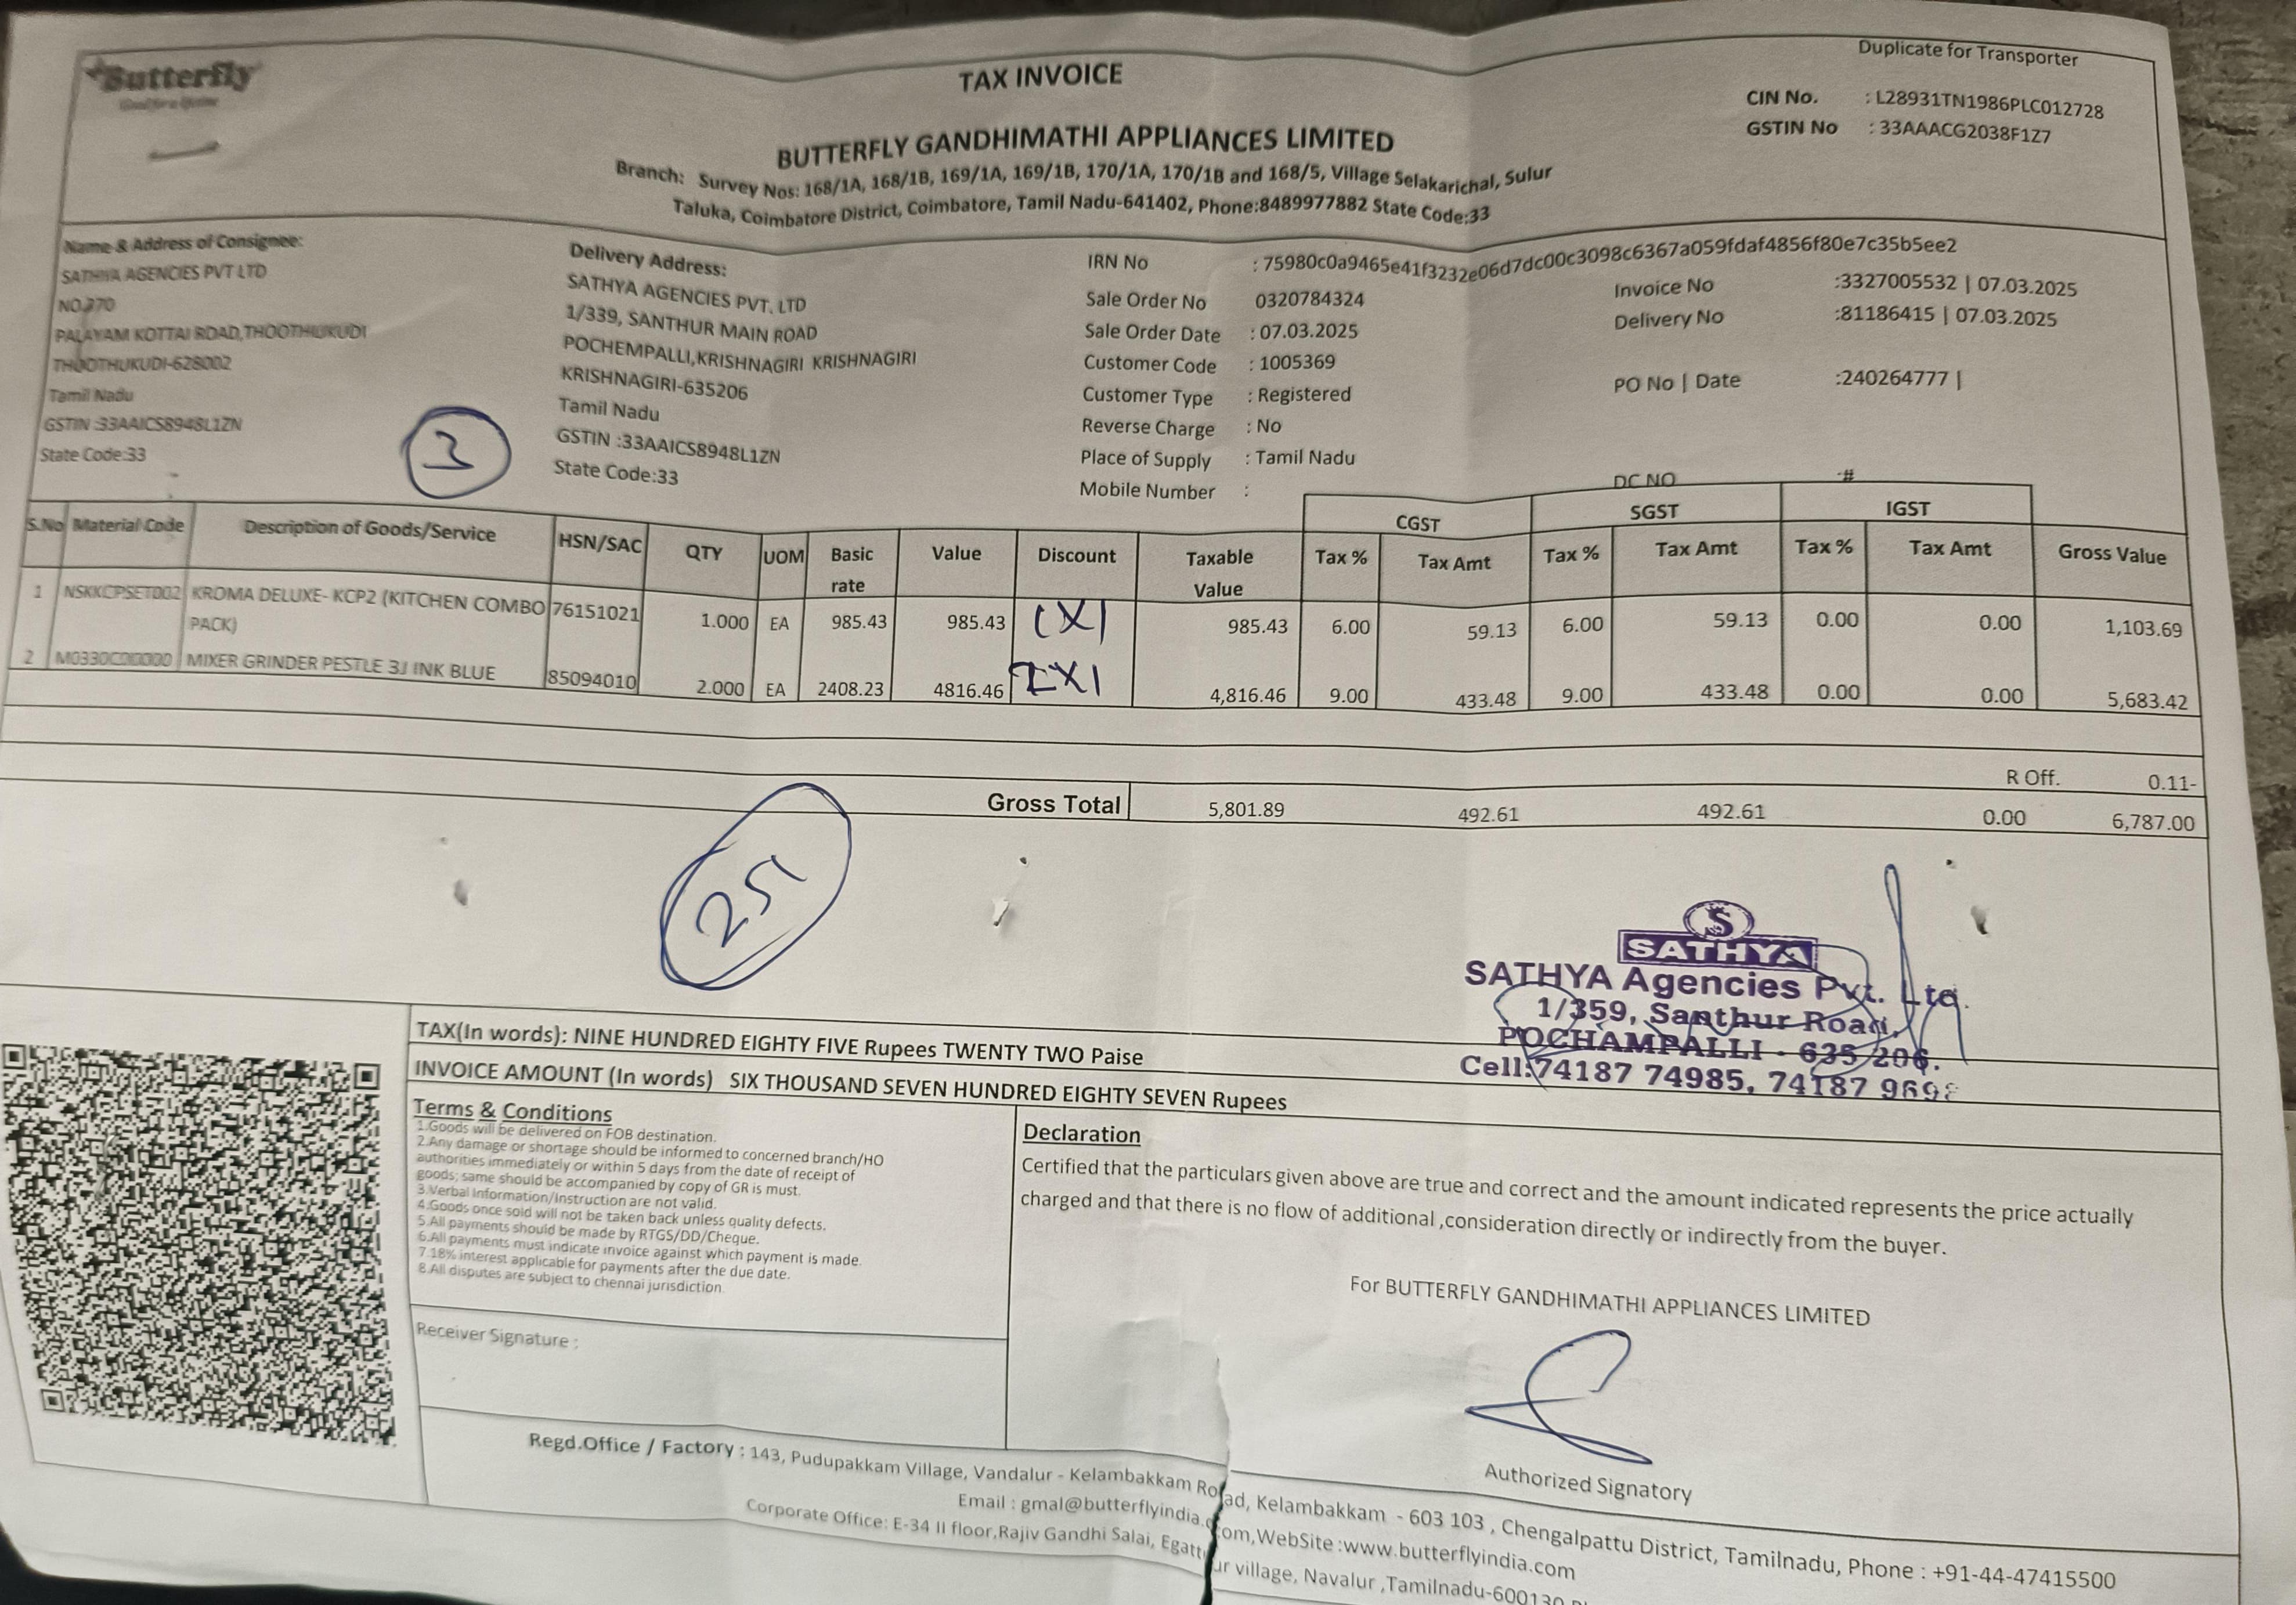 Butterfly
TAX INVOICE
Duplicate for Transporter
CIN No. : L28931TN1986PLC012728
GSTIN No : 33AAACG2038F1Z7
BUTTERFLY GANDHIMATHI APPLIANCES LIMITED
Branch: Survey Nos: 168/1A, 168/1B, 169/1A, 169/1B, 170/1A, 170/1B and 168/5, Village Selakarichal, Sulur
Taluka, Coimbatore District, Coimbatore, Tamil Nadu-641402, Phone:8489977882 State Code:33
Name & Address of Consignee:
SATHYA AGENCIES PVT LTD
NO.370
PALAYAM KOTTAI ROAD,THOOTHUKUDI
THOOTHUKUDI-628002
Tamil Nadu
GSTIN :33AAICS8948L1ZN
State Code:33
3
Delivery Address:
SATHYA AGENCIES PVT. LTD
1/339, SANTHUR MAIN ROAD
POCHEMPALLI,KRISHNAGIRI KRISHNAGIRI
KRISHNAGIRI-635206
Tamil Nadu
GSTIN :33AAICS8948L1ZN
State Code:33
IRN No : 75980c0a9465e41f3232e06d7dc00c3098c6367a059fdaf4856f80e7c35b5ee2
Sale Order No 0320784324
Sale Order Date : 07.03.2025
Customer Code : 1005369
Customer Type : Registered
Reverse Charge : No
Place of Supply : Tamil Nadu
Mobile Number :
Invoice No :3327005532 | 07.03.2025
Delivery No :81186415 | 07.03.2025
PO No | Date :240264777 |
DC NO :#
S.No Material Code Description of Goods/Service HSN/SAC QTY UOM Basic rate Value Discount Taxable Value CGST Tax % Tax Amt SGST Tax % Tax Amt IGST Tax % Tax Amt Gross Value
1 NSKKCPSET002 KROMA DELUXE- KCP2 (KITCHEN COMBO PACK) 76151021 1.000 EA 985.43 985.43 1X1 985.43 6.00 59.13 6.00 59.13 0.00 0.00 1,103.69
2 M0330C00000 MIXER GRINDER PESTLE 3J INK BLUE 85094010 2.000 EA 2408.23 4816.46 2X1 4,816.46 9.00 433.48 9.00 433.48 0.00 0.00 5,683.42
R Off. 0.11-
Gross Total 5,801.89 492.61 492.61 0.00 6,787.00
25
S
SATHYA
SATHYA Agencies Pvt. Ltd.
1/359, Santhur Road,
POCHAMPALLI - 635 206.
Cell:74187 74985, 74187
TAX(In words): NINE HUNDRED EIGHTY FIVE Rupees TWENTY TWO Paise
INVOICE AMOUNT (In words) SIX THOUSAND SEVEN HUNDRED EIGHTY SEVEN Rupees
Terms & Conditions
1.Goods will be delivered on FOB destination.
2.Any damage or shortage should be informed to concerned branch/HO
authorities immediately or within 5 days from the date of receipt of
goods; same should be accompanied by copy of GR is must.
3.Verbal Information/Instruction are not valid.
4.Goods once sold will not be taken back unless quality defects.
5.All payments should be made by RTGS/DD/Cheque.
6.All payments must indicate invoice against which payment is made.
7.18% interest applicable for payments after the due date.
8.All disputes are subject to chennai jurisdiction.
Receiver Signature :
Declaration
Certified that the particulars given above are true and correct and the amount indicated represents the price actually
charged and that there is no flow of additional ,consideration directly or indirectly from the buyer.
For BUTTERFLY GANDHIMATHI APPLIANCES LIMITED
Authorized Signatory
Regd.Office / Factory : 143, Pudupakkam Village, Vandalur - Kelambakkam Road, Kelambakkam - 603 103 , Chengalpattu District, Tamilnadu, Phone : +91-44-47415500
Email : gmal@butterflyindia.com,WebSite :www.butterflyindia.com
Corporate Office: E-34 II floor,Rajiv Gandhi Salai, Egattur village, Navalur ,Tamilnadu-600130